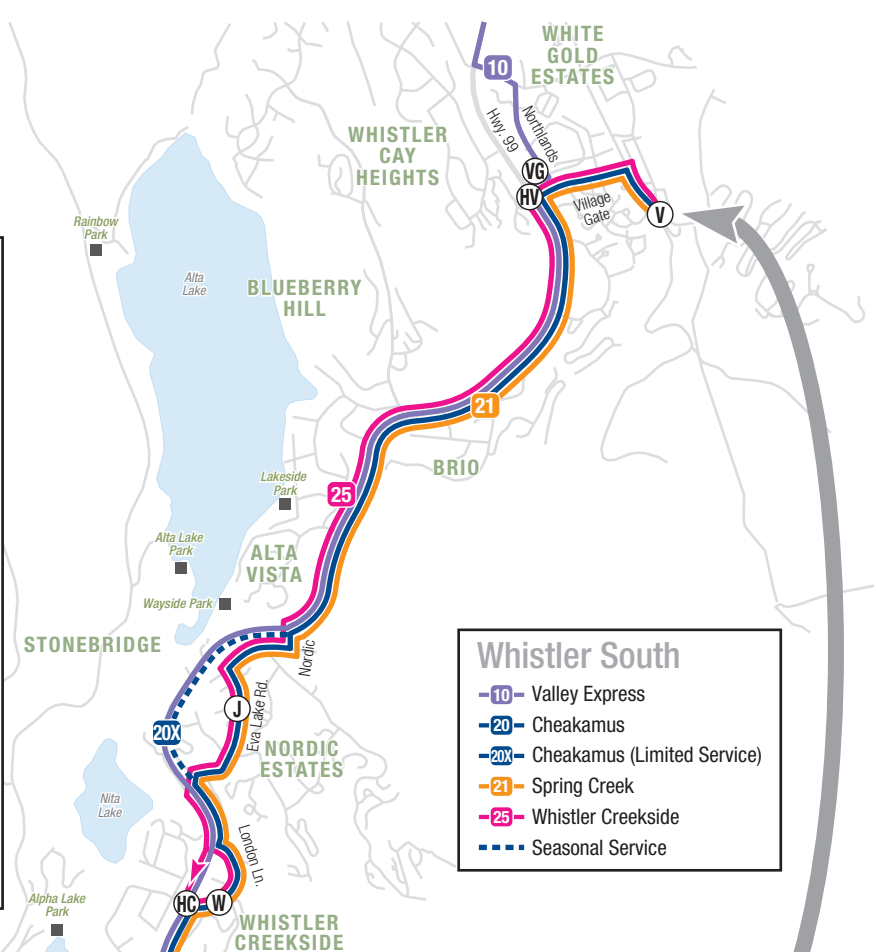 WHITE
GOLD
ESTATES
10
Hwy. 99
Northlands
WHISTLER
CAY
HEIGHTS
VG
HV
Village
Gate
V
Rainbow
Park
Alta
Lake
BLUEBERRY
HILL
21
BRIO
25
Lakeside
Park
Alta Lake
Park
ALTA
VISTA
Wayside Park
STONEBRIDGE
Nordic
J
Eva Lake Rd.
20X
NORDIC
ESTATES
Nita
Lake
London Ln.
HC
W
Alpha Lake
Park
WHISTLER
CREEKSIDE
Whistler South
10 Valley Express
20 Cheakamus
20X Cheakamus (Limited Service)
21 Spring Creek
25 Whistler Creekside
Seasonal Service